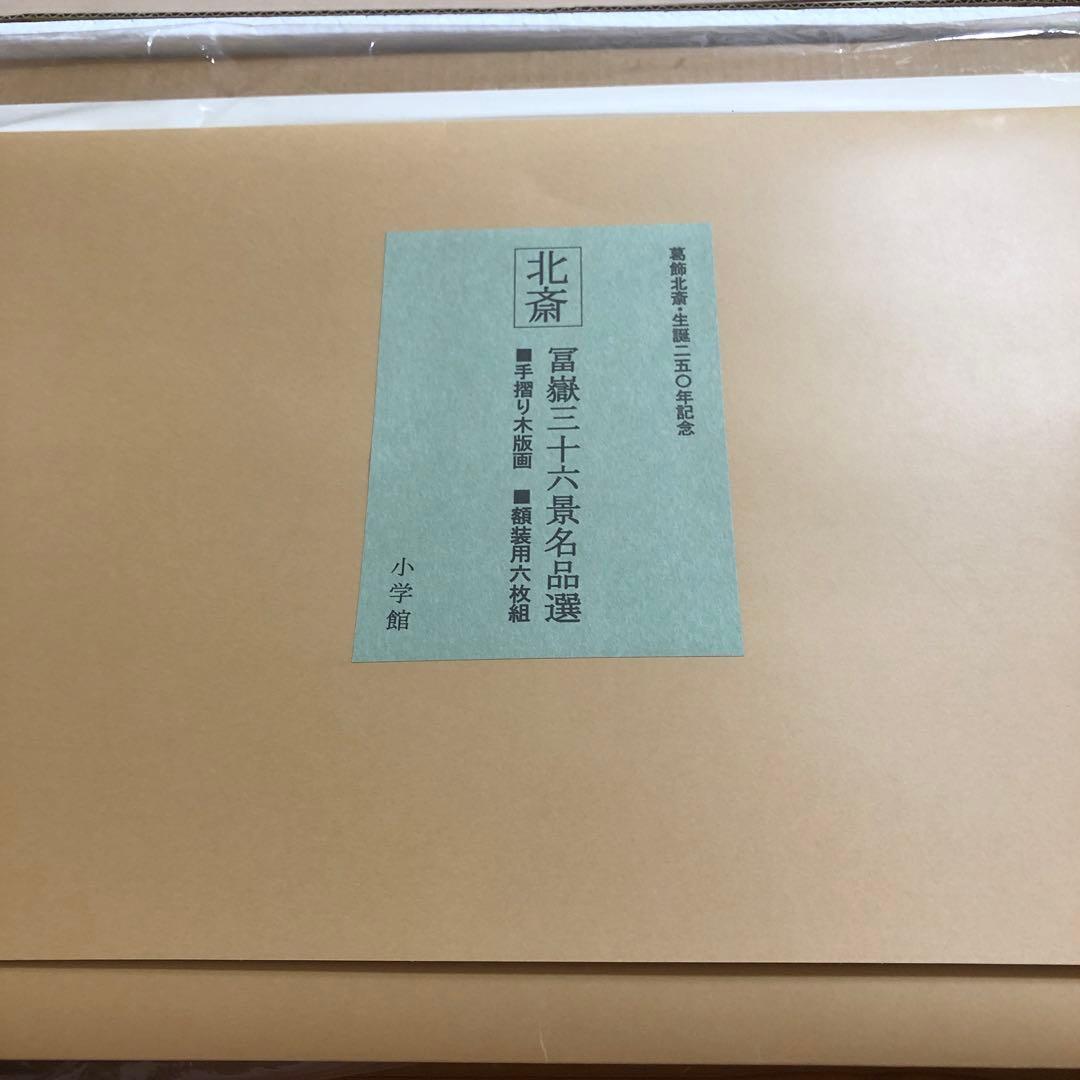 葛飾北斎・生誕二五〇年記念
北斎
冨嶽三十六景名品選
■手摺り木版画 ■額装用六枚組
小学館